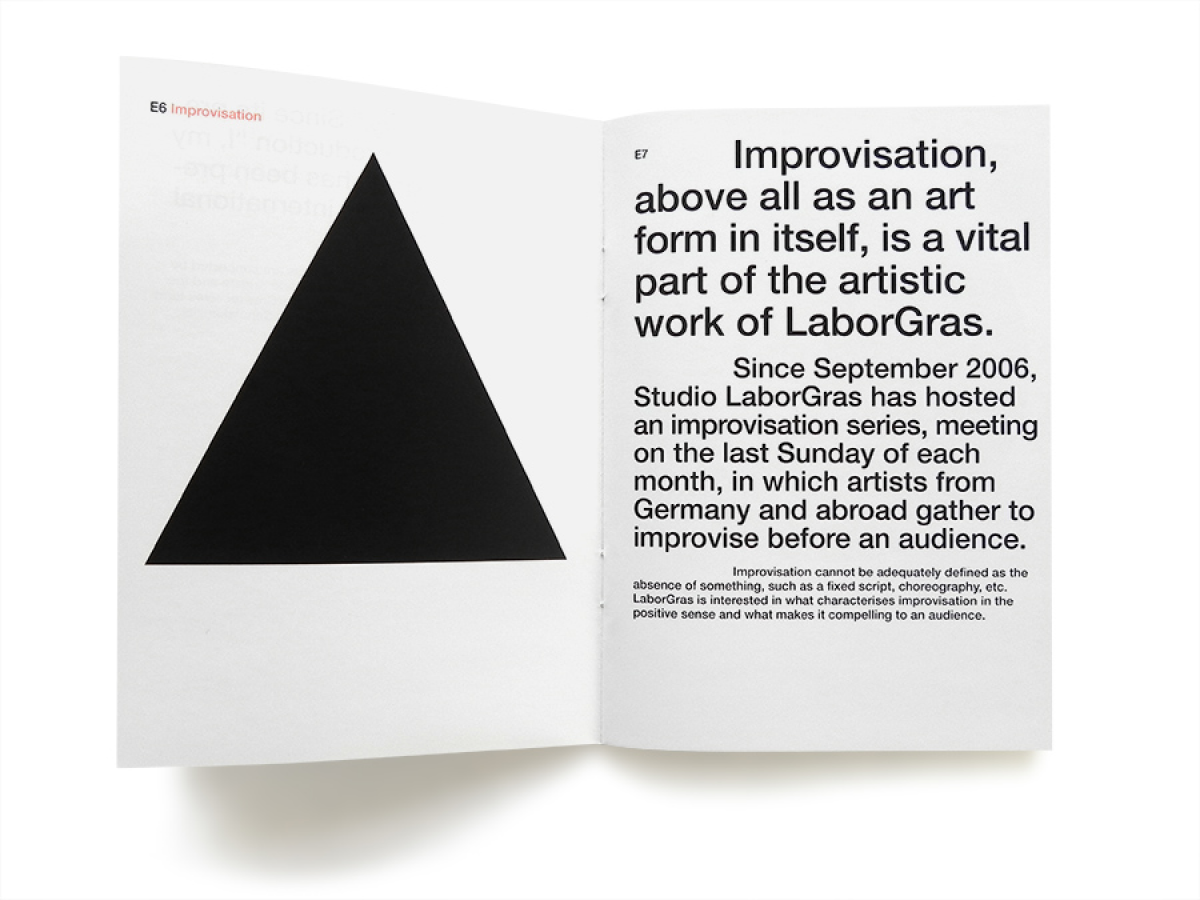 E6 Improvisation
E7
Improvisation,
above all as an art
form in itself, is a vital
part of the artistic
work of LaborGras.
Since September 2006,
Studio LaborGras has hosted
an improvisation series, meeting
on the last Sunday of each
month, in which artists from
Germany and abroad gather to
improvise before an audience.
Improvisation cannot be adequately defined as the
absence of something, such as a fixed script, choreography, etc.
LaborGras is interested in what characterises improvisation in the
positive sense and what makes it compelling to an audience.